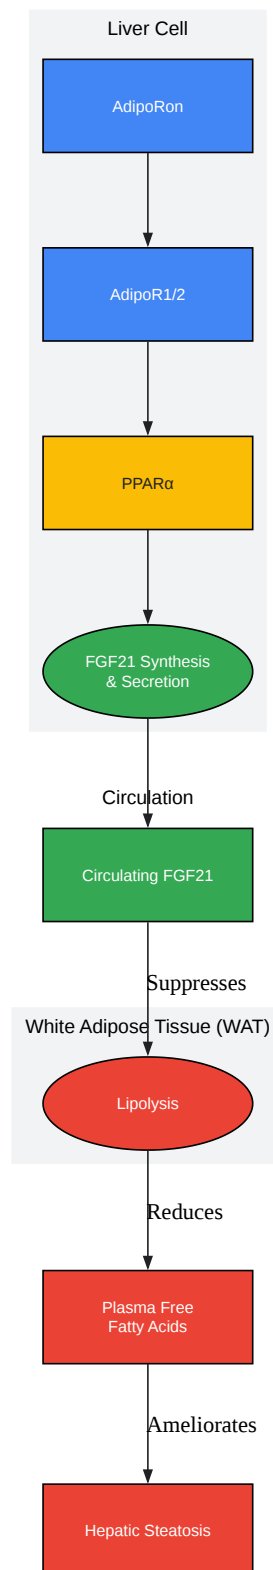 Liver Cell
AdipoRon
AdipoR1/2
PPARα
FGF21 Synthesis
& Secretion
Circulation
Circulating FGF21
Suppresses
White Adipose Tissue (WAT)
Lipolysis
Reduces
Plasma Free
Fatty Acids
Ameliorates
Hepatic Steatosis